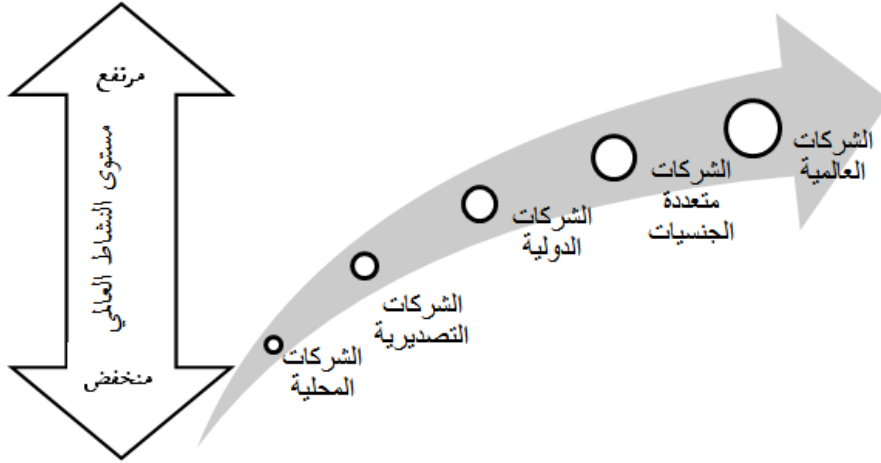 مرتفع
مستوى النشاط العالمي
منخفض
الشركات
العالمية
الشركات
متعددة
الجنسيات
الشركات
الدولية
الشركات
التصديرية
الشركات
المحلية